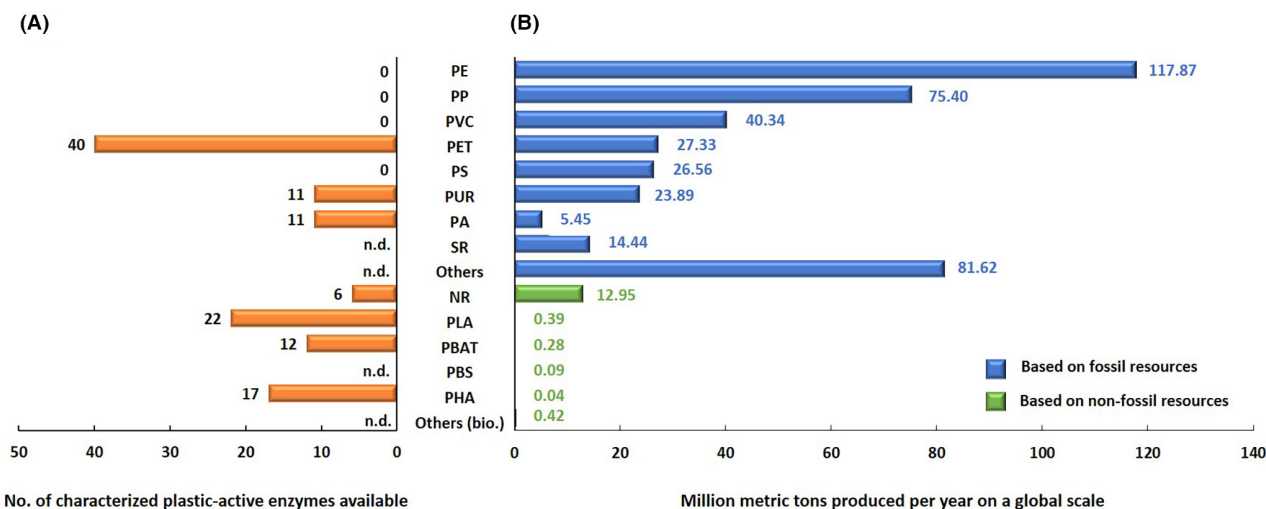 (A) (B)
0 PE 117.87
0 PP 75.40
0 PVC 40.34
40 PET 27.33
0 PS 26.56
11 PUR 23.89
11 PA 5.45
n.d. SR 14.44
n.d. Others 81.62
6 NR 12.95
22 PLA 0.39
12 PBAT 0.28
n.d. PBS 0.09
17 PHA 0.04
n.d. Others (bio.) 0.42
Based on fossil resources
Based on non-fossil resources
50 40 30 20 10 0 0 20 40 60 80 100 120 140
No. of characterized plastic-active enzymes available Million metric tons produced per year on a global scale